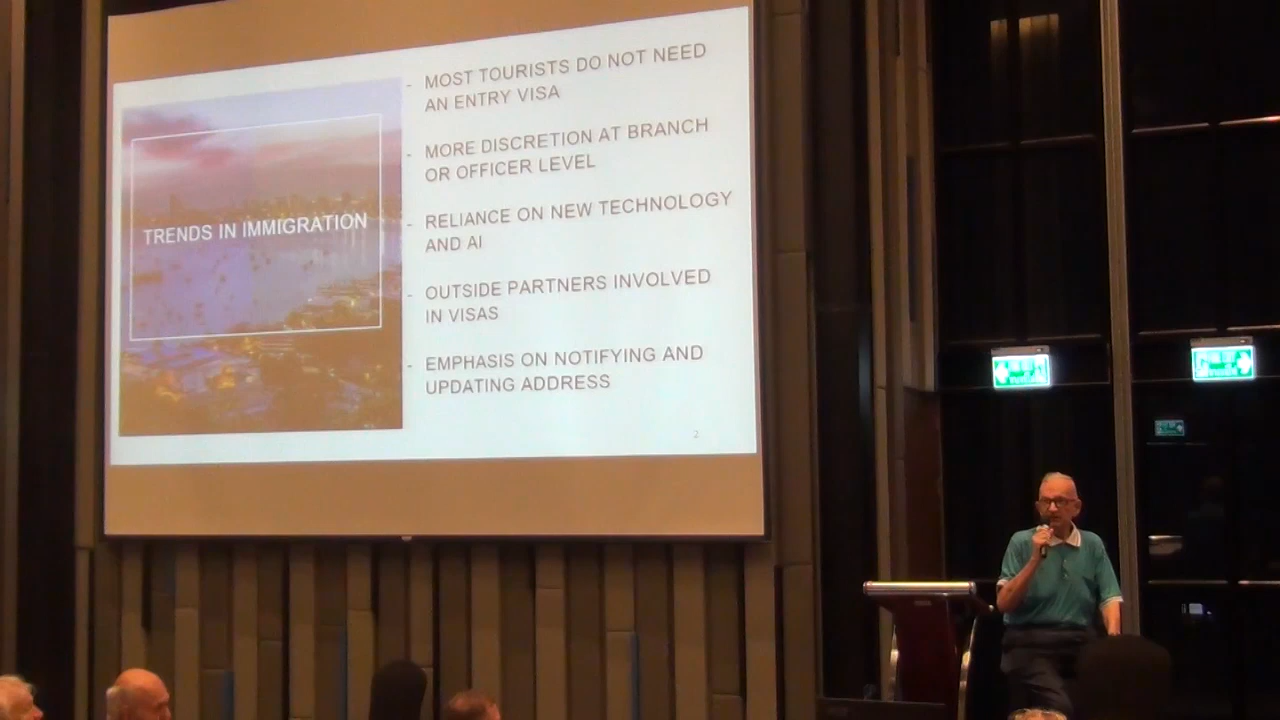 TRENDS IN IMMIGRATION
- MOST TOURISTS DO NOT NEED
AN ENTRY VISA
- MORE DISCRETION AT BRANCH
OR OFFICER LEVEL
- RELIANCE ON NEW TECHNOLOGY
AND AI
- OUTSIDE PARTNERS INVOLVED
IN VISAS
- EMPHASIS ON NOTIFYING AND
UPDATING ADDRESS
2